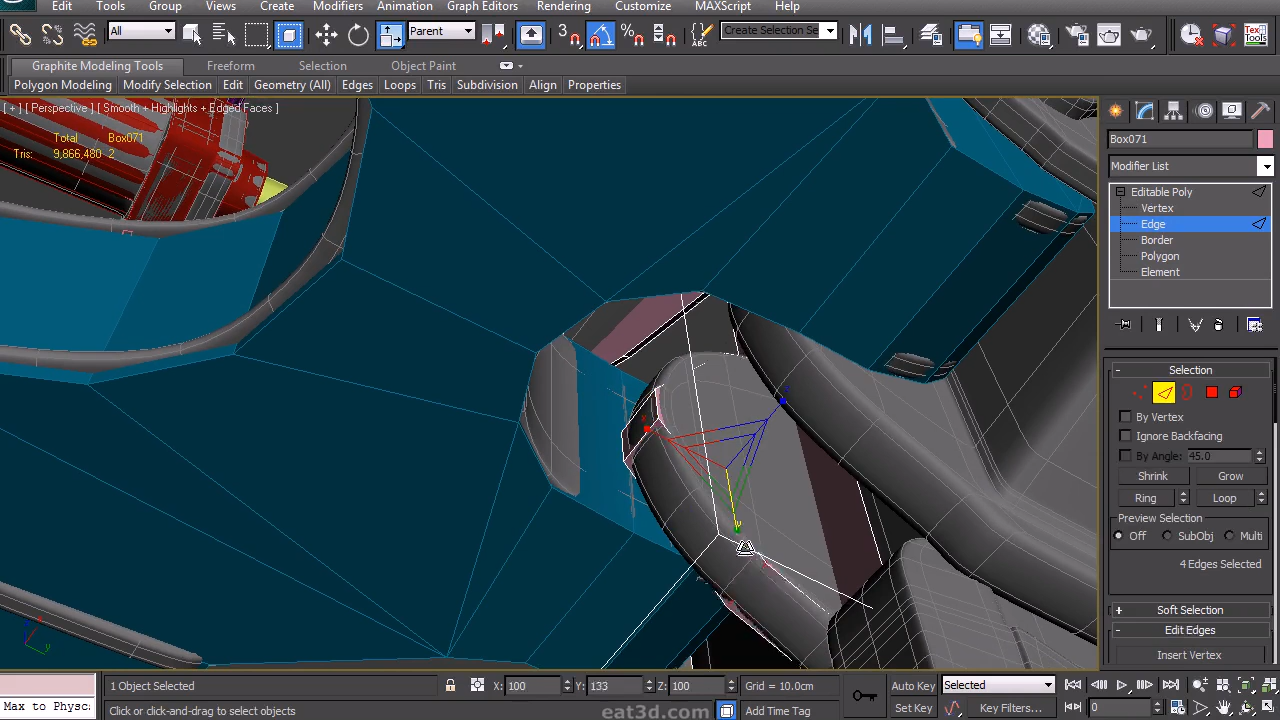 Edit Tools Group Views Create Modifiers Animation Graph Editors Rendering Customize MAXScript Help
All Parent 3 Create Selection Se
Graphite Modeling Tools Freeform Selection Object Paint
Polygon Modeling Modify Selection Edit Geometry (All) Edges Loops Tris Subdivision Align Properties
[ + ] [ Perspective ] [ Smooth + Highlights + Edged Faces ]
Total Box071
Tris: 9,866,480 2
Box071
Modifier List
Editable Poly
Vertex
Edge
Border
Polygon
Element
- Selection
By Vertex
Ignore Backfacing
By Angle: 45.0
Shrink Grow
Ring Loop
Preview Selection
Off SubObj Multi
4 Edges Selected
+ Soft Selection
- Edit Edges
Insert Vertex
1 Object Selected X: 100 Y: 133 Z: 100 Grid = 10.0cm Auto Key Selected
Max to Physc Click or click-and-drag to select objects eat3d.com Add Time Tag Set Key Key Filters... 0